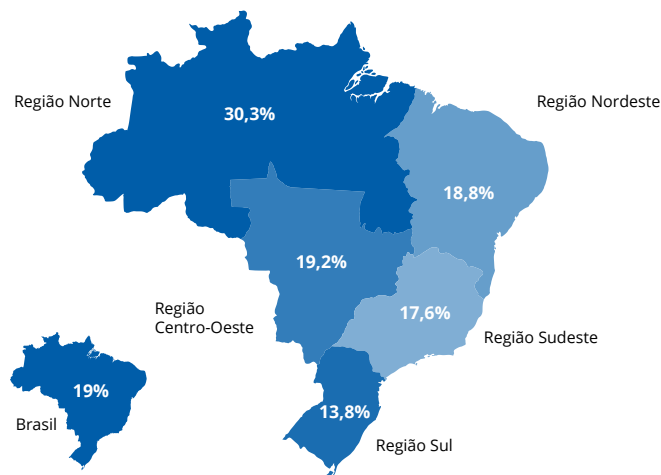 Região Norte
30,3%
Região Nordeste
18,8%
19,2%
Região
Centro-Oeste
17,6%
Região Sudeste
19%
Brasil
13,8%
Região Sul